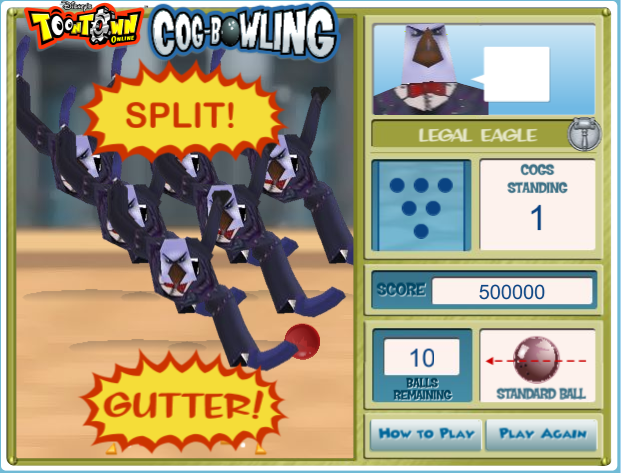 Disney's
TOONTOWN
ONLINE
COG-BOWLING
SPLIT!
LEGAL EAGLE
COGS
STANDING
1
SCORE
500000
10
BALLS
REMAINING
STANDARD BALL
GUTTER!
HOW TO PLAY
PLAY AGAIN